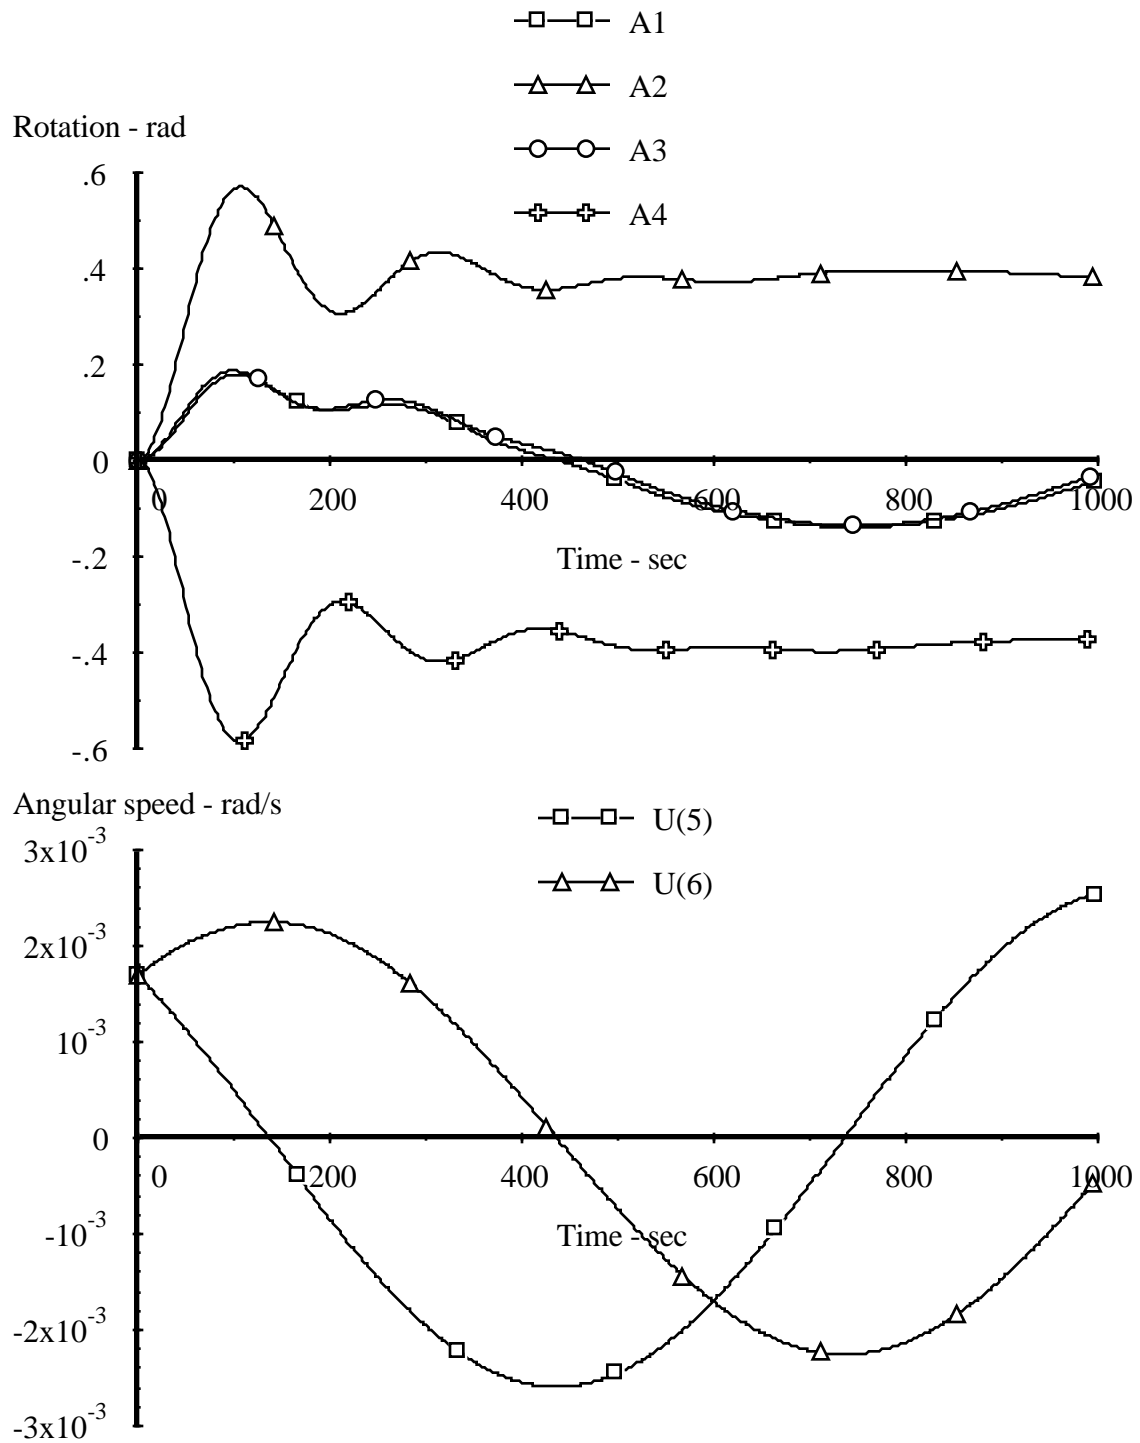 A1
A2
Rotation - rad
A3
.6
A4
.4
.2
0
0 200 400 600 800 1000
-.2
Time - sec
-.4
-.6
Angular speed - rad/s
U(5)
3x10-3
U(6)
2x10-3
10-3
0
0 200 400 600 800 1000
-10-3
Time - sec
-2x10-3
-3x10-3